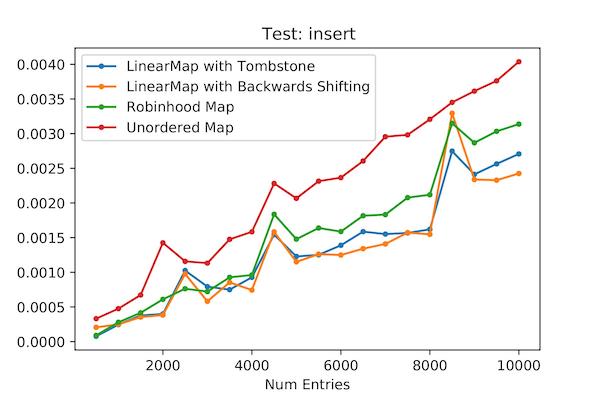 Test: insert
0.0040
0.0035
0.0030
0.0025
0.0020
0.0015
0.0010
0.0005
0.0000
LinearMap with Tombstone
LinearMap with Backwards Shifting
Robinhood Map
Unordered Map
2000 4000 6000 8000 10000
Num Entries